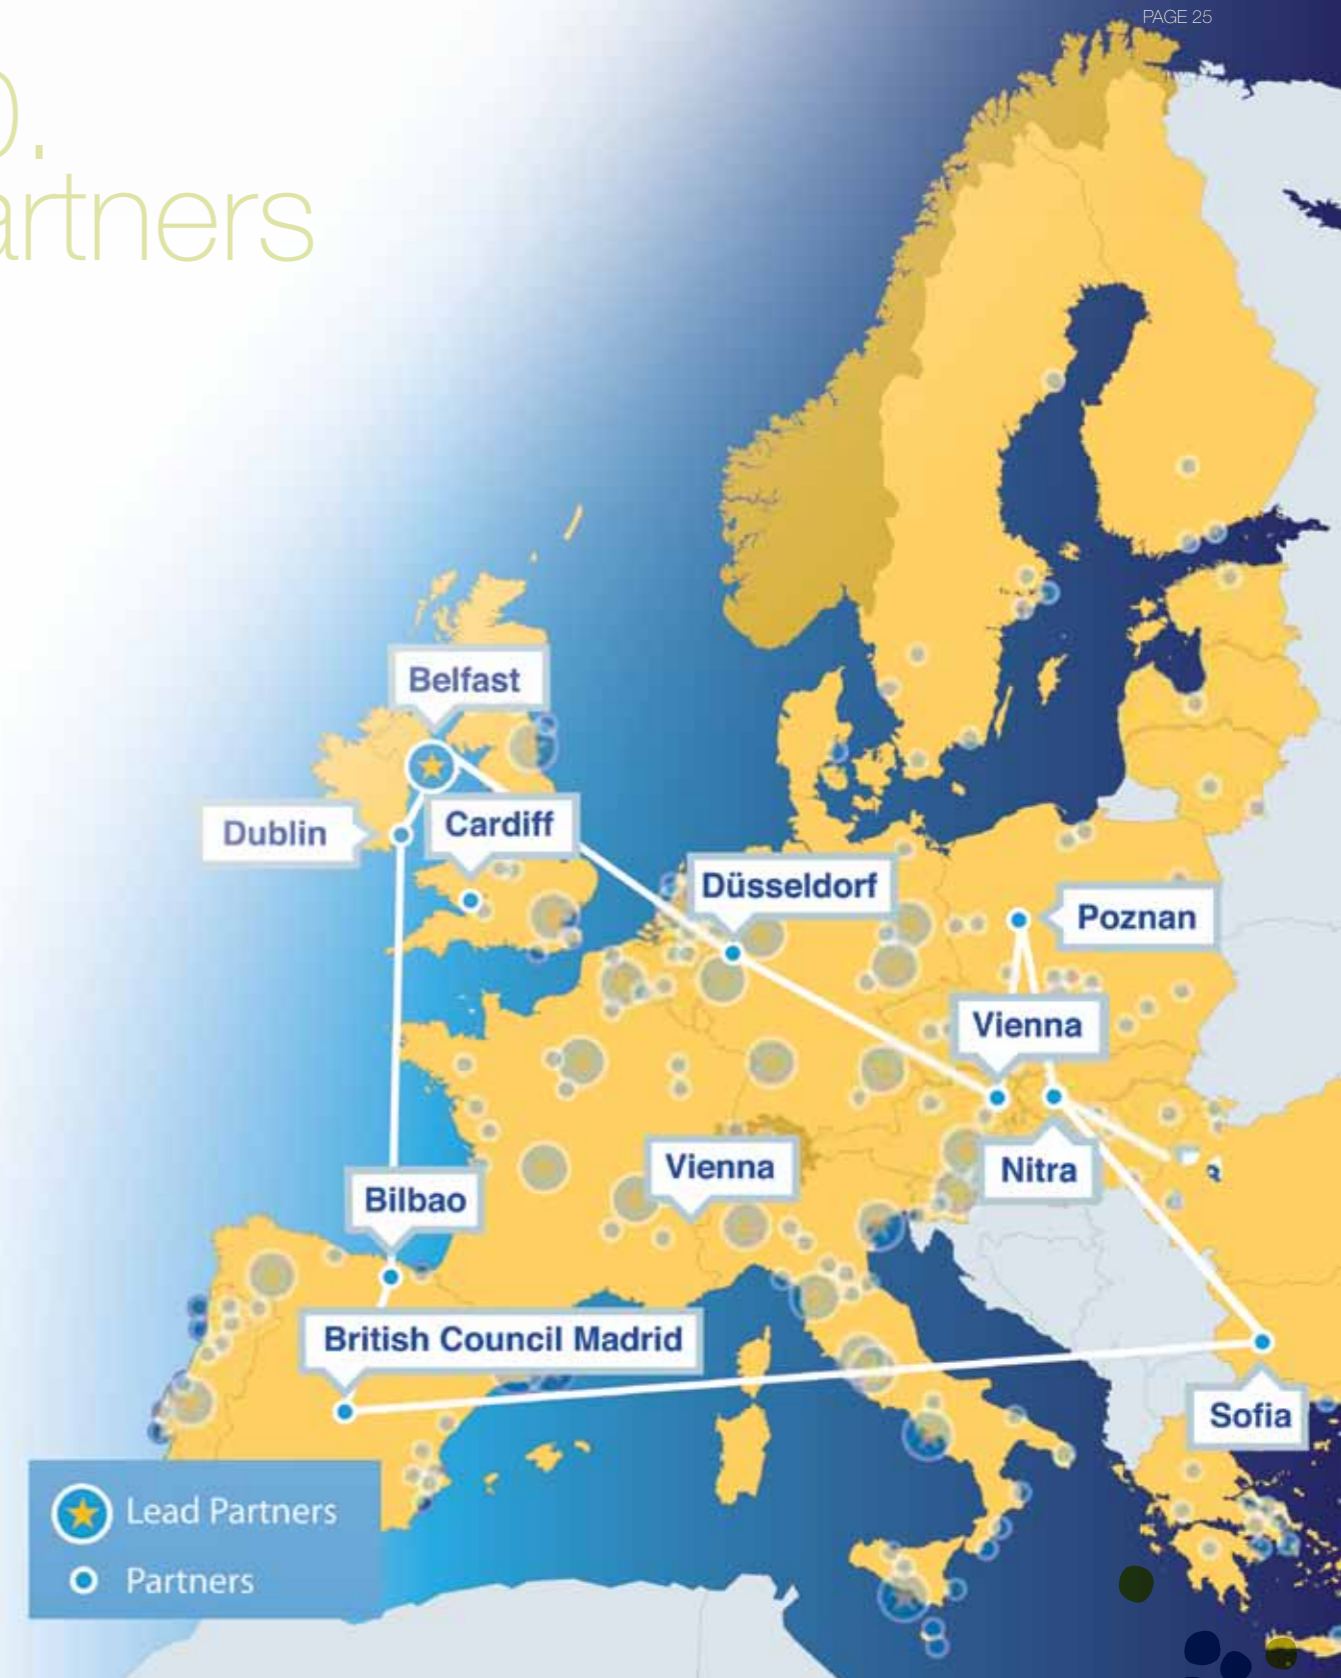 PAGE 25
0.
artners
Belfast
Dublin
Cardiff
Düsseldorf
Poznan
Vienna
Vienna
Nitra
Bilbao
British Council Madrid
Sofia
Lead Partners
Partners